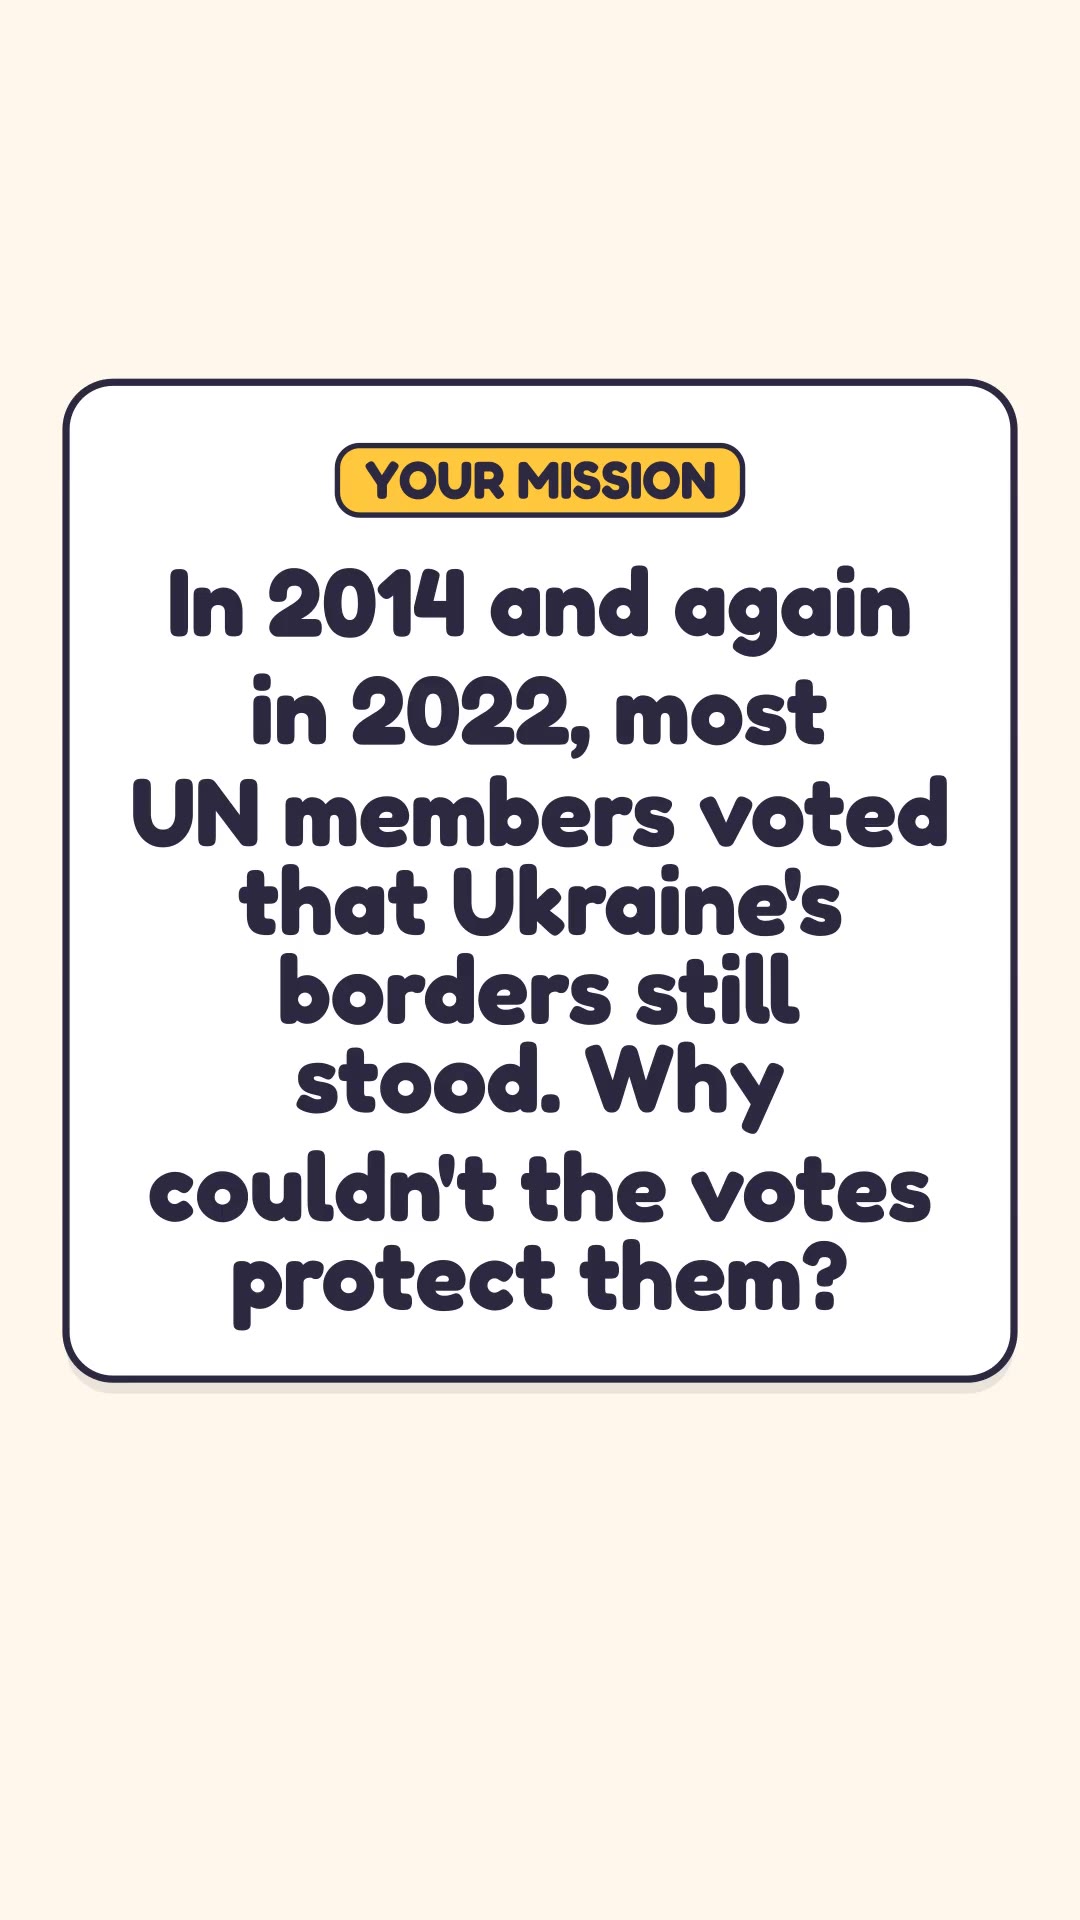 YOUR MISSION
In 2014 and again
in 2022, most
UN members voted
that Ukraine's
borders still
stood. Why
couldn't the votes
protect them?